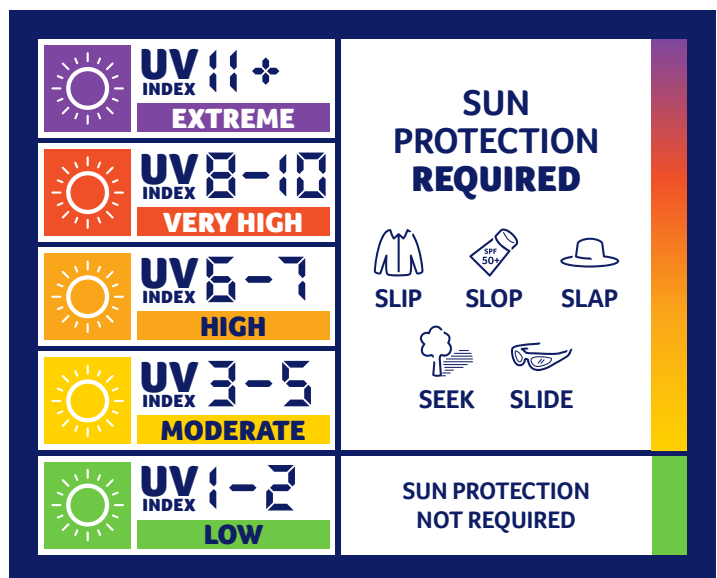 UV INDEX 11+
EXTREME
UV INDEX 8-10
VERY HIGH
UV INDEX 6-7
HIGH
UV INDEX 3-5
MODERATE
UV INDEX 1-2
LOW
SUN
PROTECTION
REQUIRED
SLIP
SPF
50+
SLOP
SLAP
SEEK
SLIDE
SUN PROTECTION
NOT REQUIRED